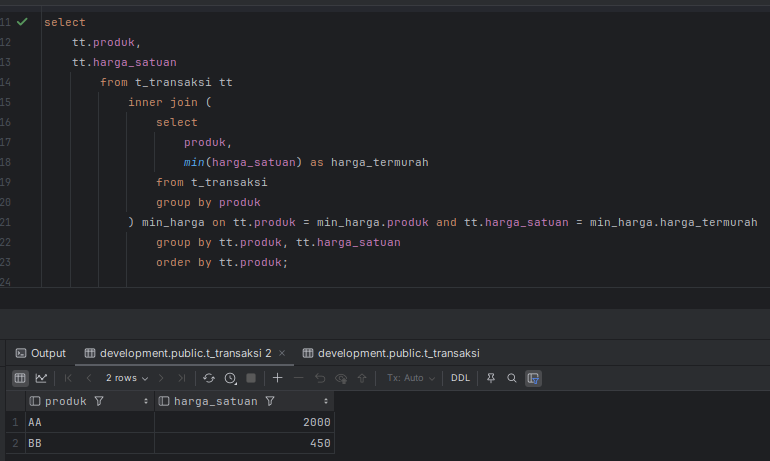 11 select
12 tt.produk,
13 tt.harga_satuan
14 from t_transaksi tt
15 inner join (
16 select
17 produk,
18 min(harga_satuan) as harga_termurah
19 from t_transaksi
20 group by produk
21 ) min_harga on tt.produk = min_harga.produk and tt.harga_satuan = min_harga.harga_termurah
22 group by tt.produk, tt.harga_satuan
23 order by tt.produk;
24
Output development.public.t_transaksi 2 × development.public.t_transaksi
2 rows Tx: Auto DDL
produk harga_satuan
1 AA 2000
2 BB 450